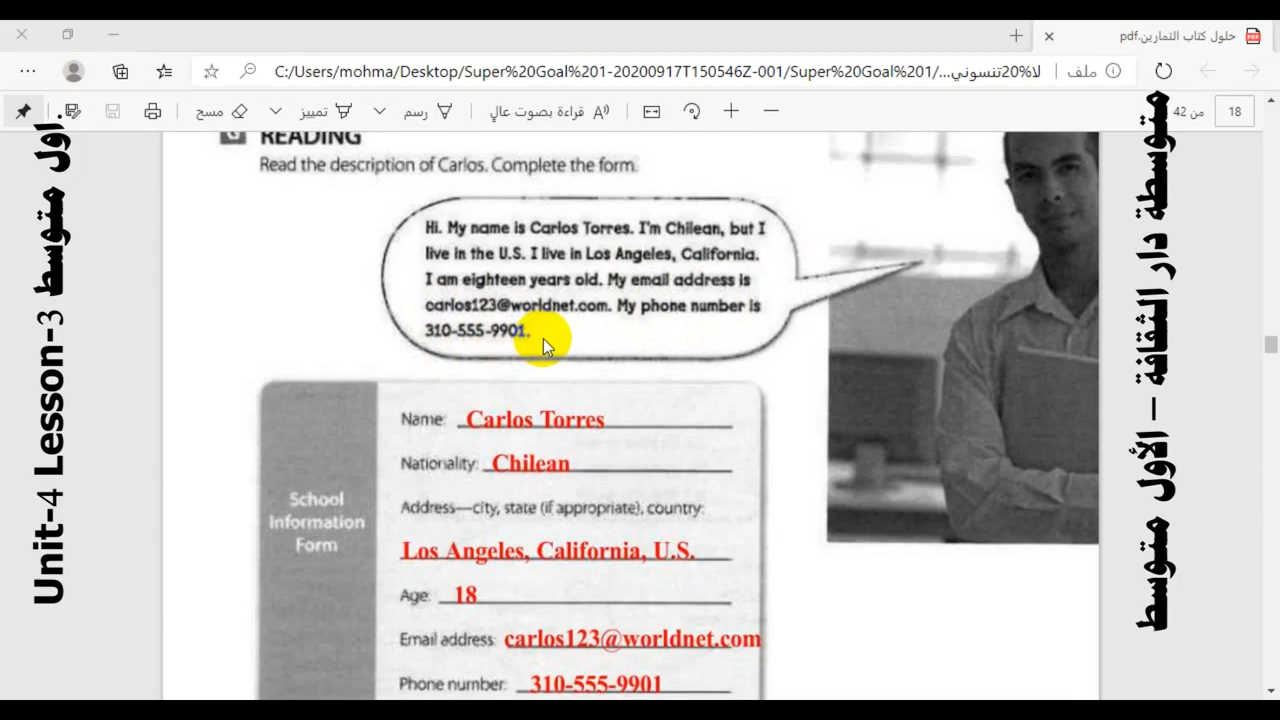 حلول كتاب التمارين.pdf
ملف
C:/Users/mohma/Desktop/Super%20Goal%201-20200917T150546Z-001/Super%20Goal%201/...لا%20تنسوني
18 من 42
قراءة بصوت عالٍ
رسم
تمييز
مسح
READING
Read the description of Carlos. Complete the form.
Hi. My name is Carlos Torres. I'm Chilean, but I
live in the U.S. I live in Los Angeles, California.
I am eighteen years old. My email address is
carlos123@worldnet.com. My phone number is
310-555-9901.
School
Information
Form
Name: Carlos Torres
Nationality: Chilean
Address—city, state (if appropriate), country:
Los Angeles, California, U.S.
Age: 18
Email address: carlos123@worldnet.com
Phone number: 310-555-9901
Unit-4 Lesson-3 اول متوسط.
متوسطة دار الثقافة – الأول متوسط